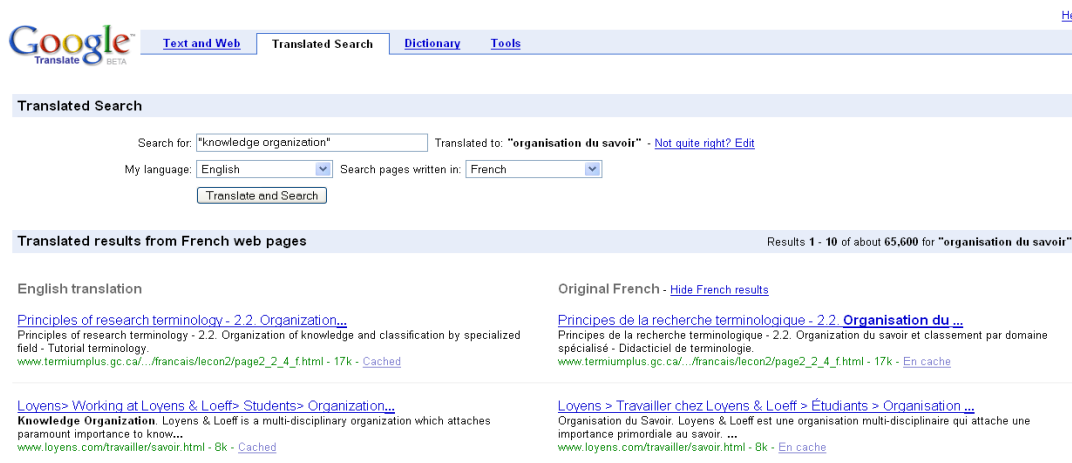 He
Google
Translate BETA
Text and Web Translated Search Dictionary Tools
Translated Search
Search for: "knowledge organization" Translated to: "organisation du savoir" - Not quite right? Edit
My language: English Search pages written in: French
Translate and Search
Translated results from French web pages Results 1 - 10 of about 65,600 for "organisation du savoir"
English translation
Principles of research terminology - 2.2. Organization...
Principles of research terminology - 2.2. Organization of knowledge and classification by specialized
field - Tutorial terminology.
www.termiumplus.gc.ca/.../francais/lecon2/page2_2_4_f.html - 17k - Cached
Loyens> Working at Loyens & Loeff> Students> Organization...
Knowledge Organization. Loyens & Loeff is a multi-disciplinary organization which attaches
paramount importance to know...
www.loyens.com/travailler/savoir.html - 8k - Cached
Original French - Hide French results
Principes de la recherche terminologique - 2.2. Organisation du ...
Principes de la recherche terminologique - 2.2. Organisation du savoir et classement par domaine
spécialisé - Didacticiel de terminologie.
www.termiumplus.gc.ca/.../francais/lecon2/page2_2_4_f.html - 17k - En cache
Loyens > Travailler chez Loyens & Loeff > Étudiants > Organisation ...
Organisation du Savoir. Loyens & Loeff est une organisation multi-disciplinaire qui attache une
importance primordiale au savoir. ...
www.loyens.com/travailler/savoir.html - 8k - En cache